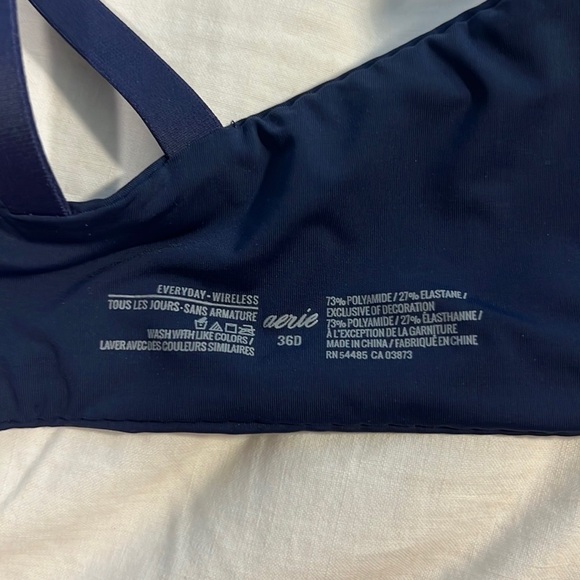 EVERYDAY-WIRELESS
TOUS LES JOURS-SANS ARMATURE
WASH WITH LIKE COLORS/
LAVER AVEC DES COULEURS SIMILAIRES
aerie
36D
73% POLYAMIDE/27% ELASTANE/
EXCLUSIVE OF DECORATION
73% POLYAMIDE/27% ÉLASTHANNE/
À L'EXCEPTION DE LA GARNITURE
MADE IN CHINA/FABRIQUÉ EN CHINE
RN 54485 CA 03873